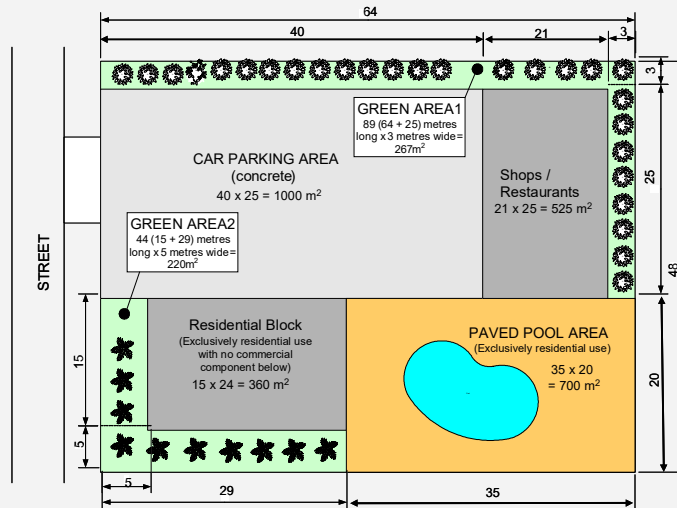 64
40
21
3
3
GREEN AREA1
89 (64 + 25) metres
long x 3 metres wide=
267m²
CAR PARKING AREA
(concrete)
40 x 25 = 1000 m²
Shops /
Restaurants
21 x 25 = 525 m²
25
48
STREET
GREEN AREA2
44 (15 + 29) metres
long x 5 metres wide=
220m²
Residential Block
(Exclusively residential use
with no commercial
component below)
15 x 24 = 360 m²
PAVED POOL AREA
(Exclusively residential use)
35 x 20
= 700 m²
15
20
5
5
29
35